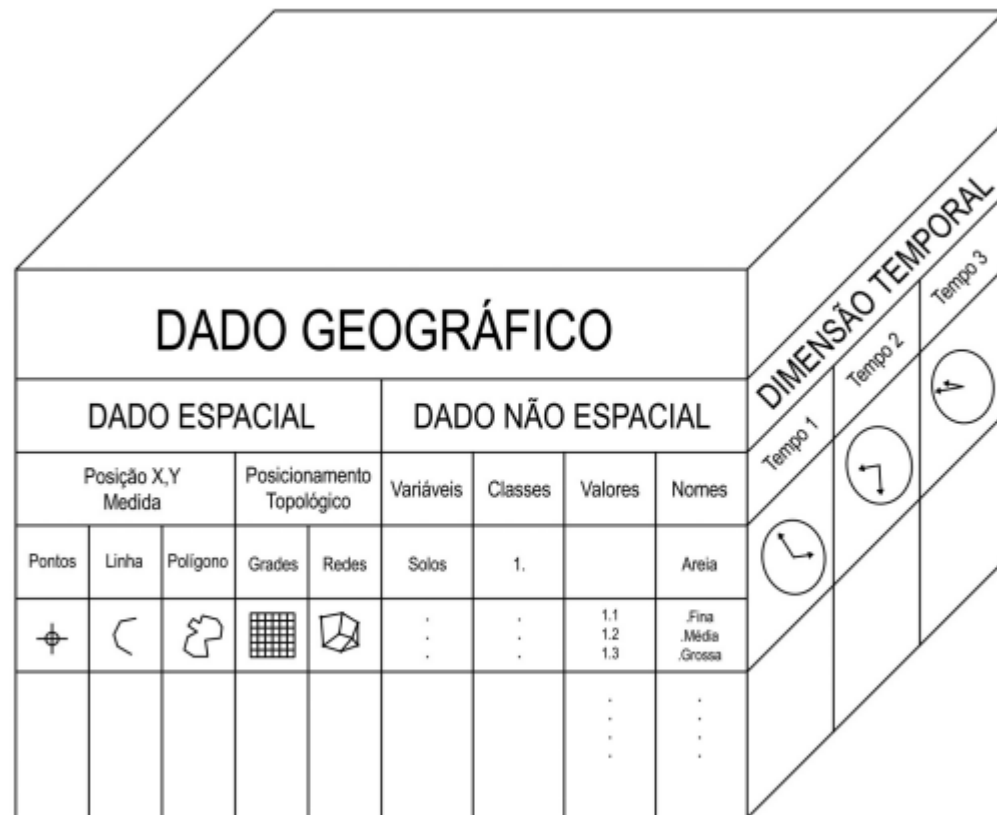 DADO GEOGRÁFICO
DIMENSÃO TEMPORAL
DADO ESPACIAL
DADO NÃO ESPACIAL
Tempo 1
Tempo 2
Tempo 3
Posição X,Y
Medida
Posicionamento
Topológico
Variáveis
Classes
Valores
Nomes
Pontos
Linha
Polígono
Grades
Redes
Solos
1.
Areia
1.1
1.2
1.3
.Fina
.Média
.Grossa